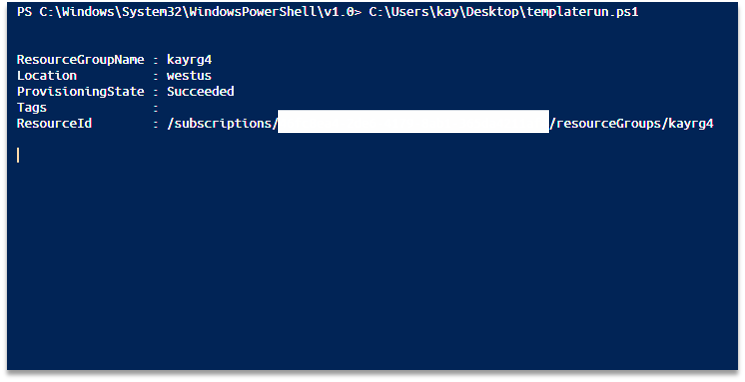 PS C:\Windows\System32\WindowsPowerShell\v1.0> C:\Users\kay\Desktop\templaterun.ps1
ResourceGroupName : kayrg4
Location          : westus
ProvisioningState : Succeeded
Tags              :
ResourceId        : /subscriptions/ /resourceGroups/kayrg4